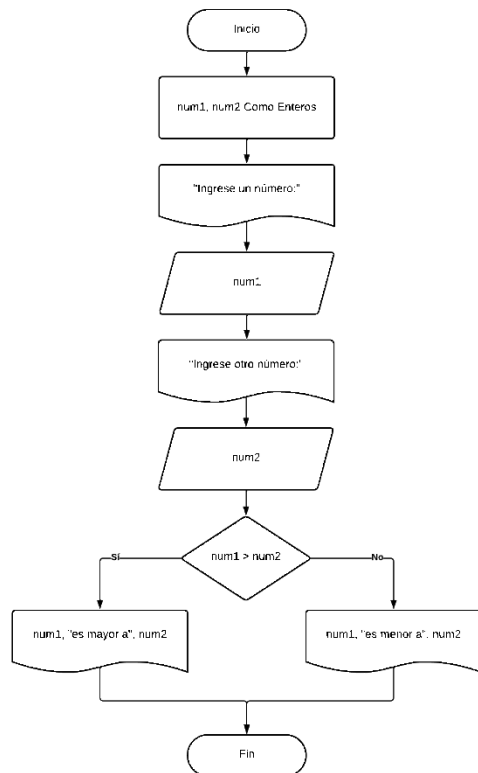 Inicio
num1, num2 Como Enteros
"Ingrese un número:"
num1
"Ingrese otro número:"
num2
num1 > num2
Sí
No
num1, "es mayor a", num2
num1, "es menor a". num2
Fin